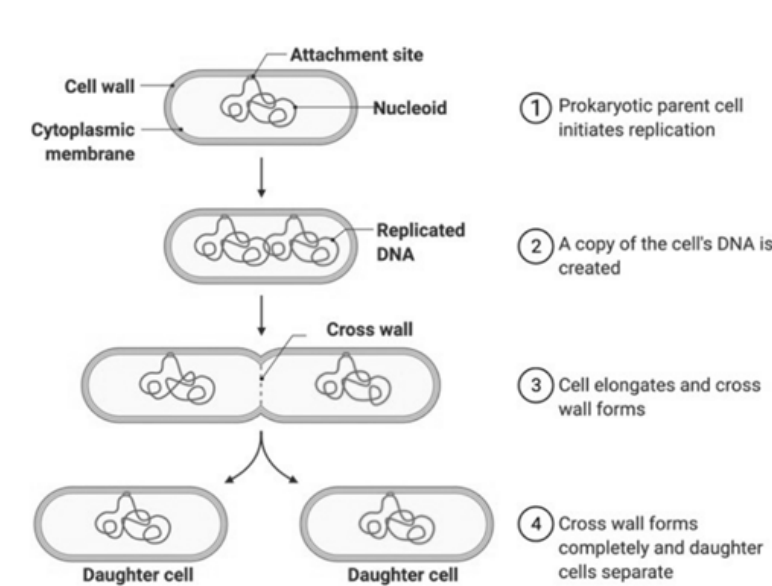 Attachment site
Cell wall
Nucleoid
Cytoplasmic
membrane
1 Prokaryotic parent cell
initiates replication
Replicated
DNA
2 A copy of the cell's DNA is
created
Cross wall
3 Cell elongates and cross
wall forms
4 Cross wall forms
completely and daughter
cells separate
Daughter cell
Daughter cell